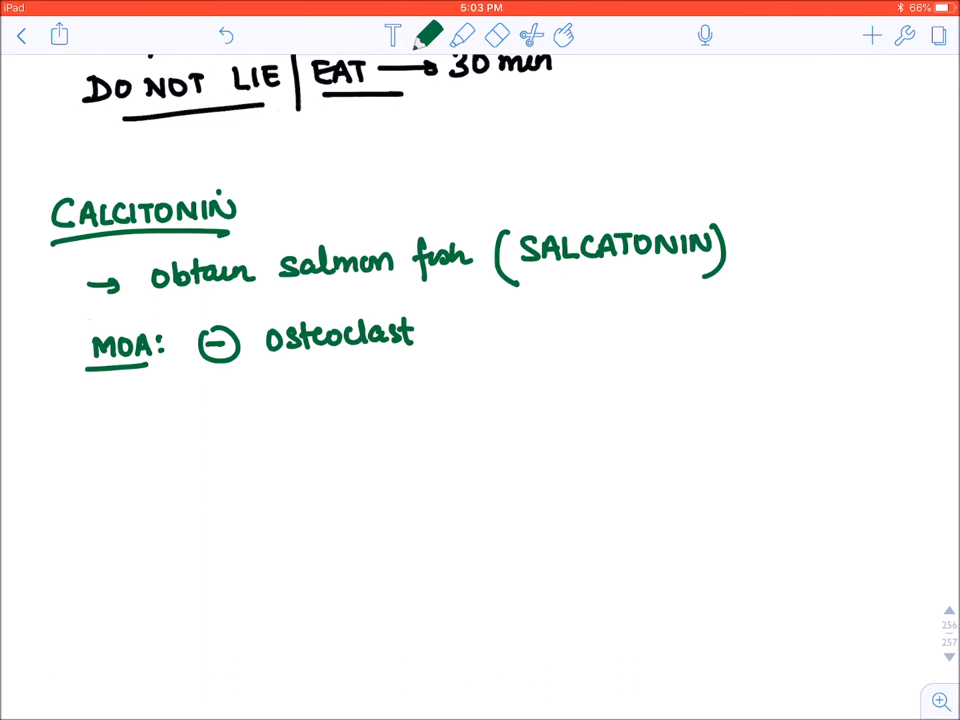 iPad
5:03 PM
66%
T
DO NOT LIE | EAT → 30 min
CALCITONIN
→ obtain salmon fish (SALCATONIN)
MOA: ⊖ osteoclast
256
257